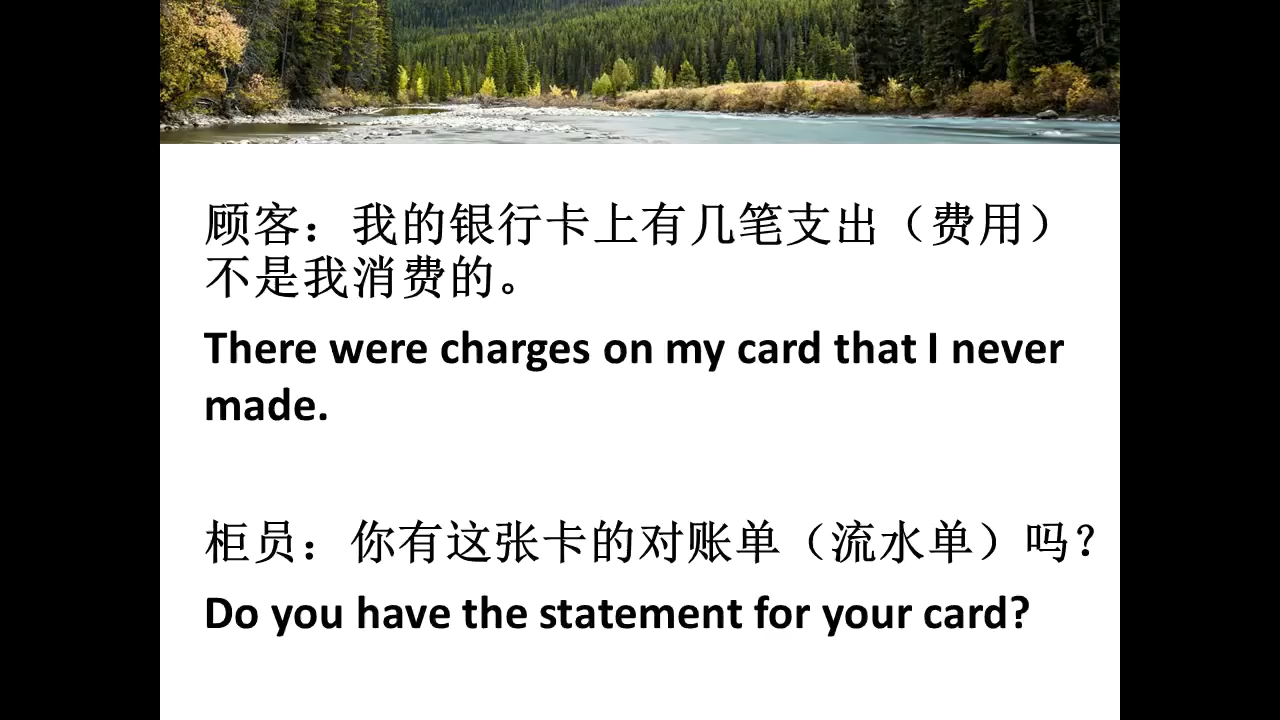 顾客：我的银行卡上有几笔支出（费用）
不是我消费的。
There were charges on my card that I never
made.
柜员：你有这张卡的对账单（流水单）吗？
Do you have the statement for your card?